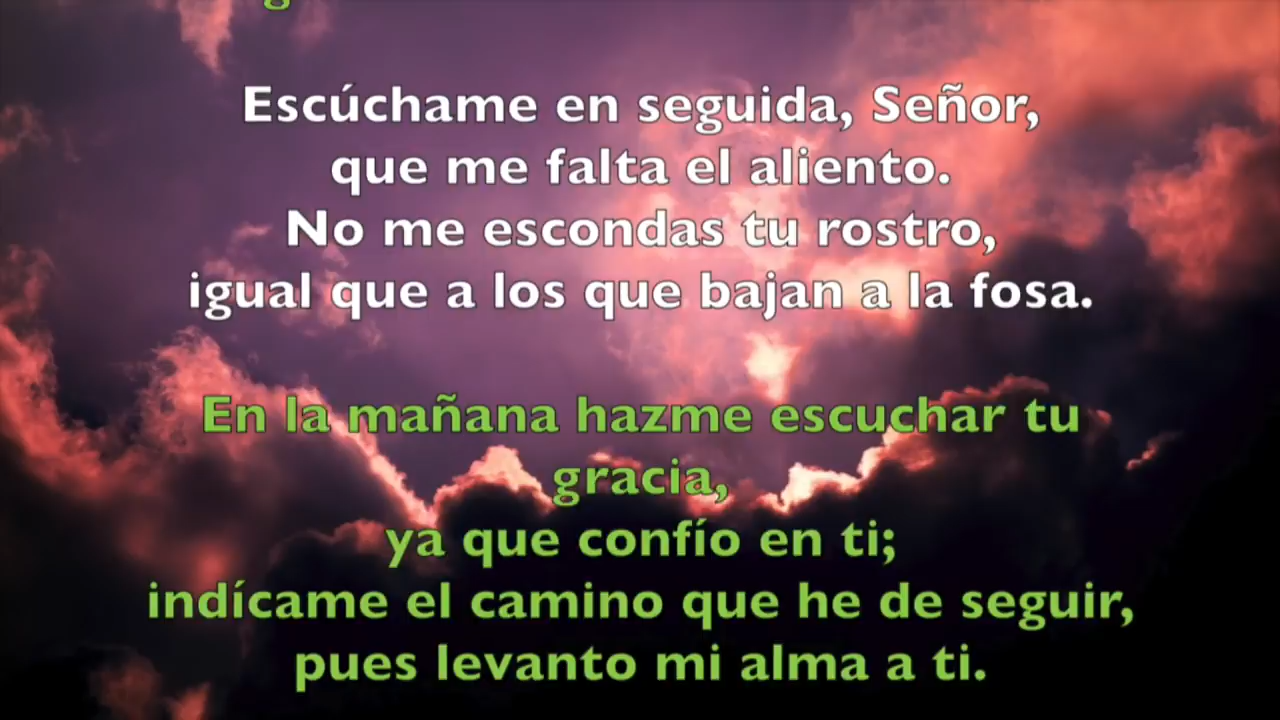 Escúchame en seguida, Señor,
que me falta el aliento.
No me escondas tu rostro,
igual que a los que bajan a la fosa.
En la mañana hazme escuchar tu
gracia,
ya que confío en ti;
indícame el camino que he de seguir,
pues levanto mi alma a ti.